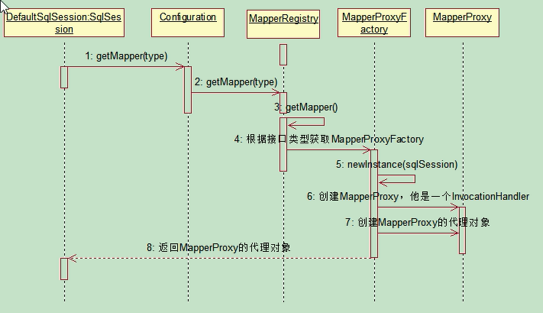 DefaultSqlSession:SqlSes
sion
Configuration
MapperRegistry
MapperProxyF
actory
MapperProxy
1: getMapper(type)
2: getMapper(type)
3: getMapper()
4: 根据接口类型获取MapperProxyFactory
5: newInstance(sqlSession)
6: 创建MapperProxy，他是一个InvocationHandler
7: 创建MapperProxy的代理对象
8: 返回MapperProxy的代理对象